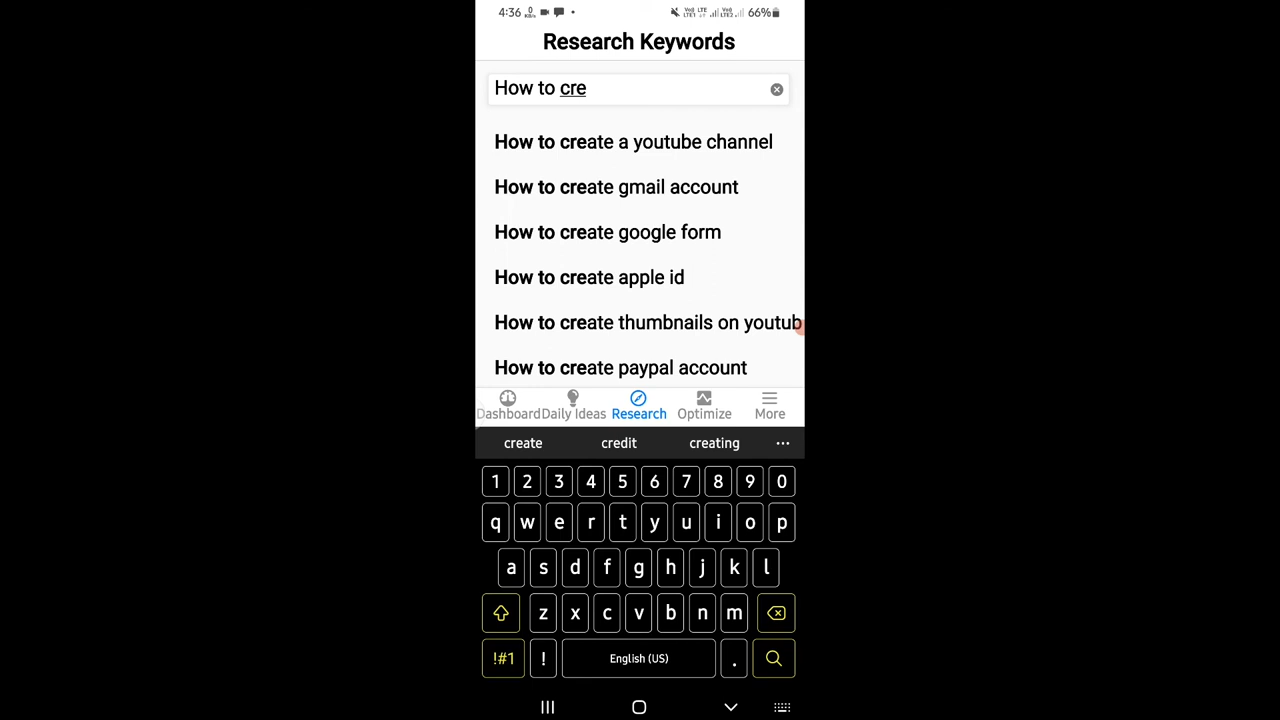 4:36 0 KB/s 66%
Research Keywords
How to cre
How to create a youtube channel
How to create gmail account
How to create google form
How to create apple id
How to create thumbnails on youtub
How to create paypal account
Dashboard Daily Ideas Research Optimize More
create credit creating ...
1 2 3 4 5 6 7 8 9 0
q w e r t y u i o p
a s d f g h j k l
z x c v b n m
!#1 ! English (US) .